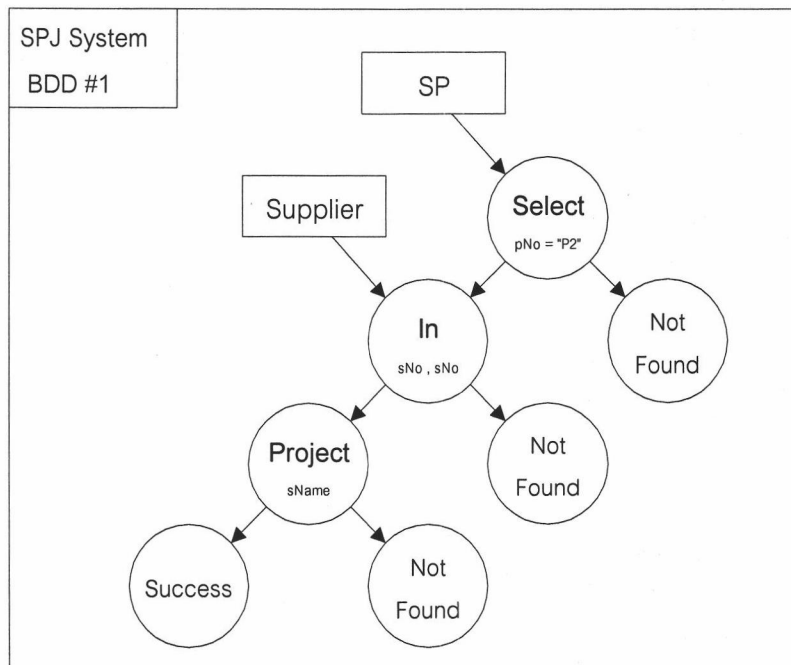 SPJ System
BDD #1
SP
Supplier
Select
pNo = "P2"
In
sNo , sNo
Not
Found
Project
sName
Not
Found
Success
Not
Found